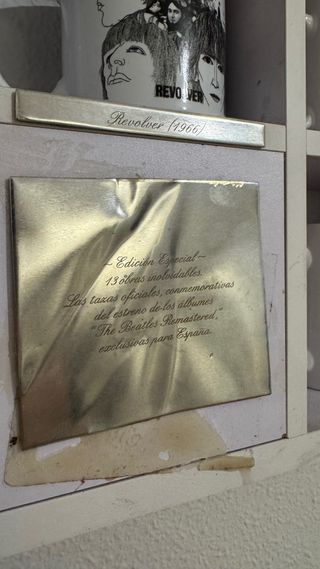 REVOLVER
Revolver (1966)
~ Edición Especial ~
13 obras inolvidables.
Las tazas oficiales, conmemorativas
del estreno de los álbumes
"The Beatles Remastered,"
exclusivas para España.